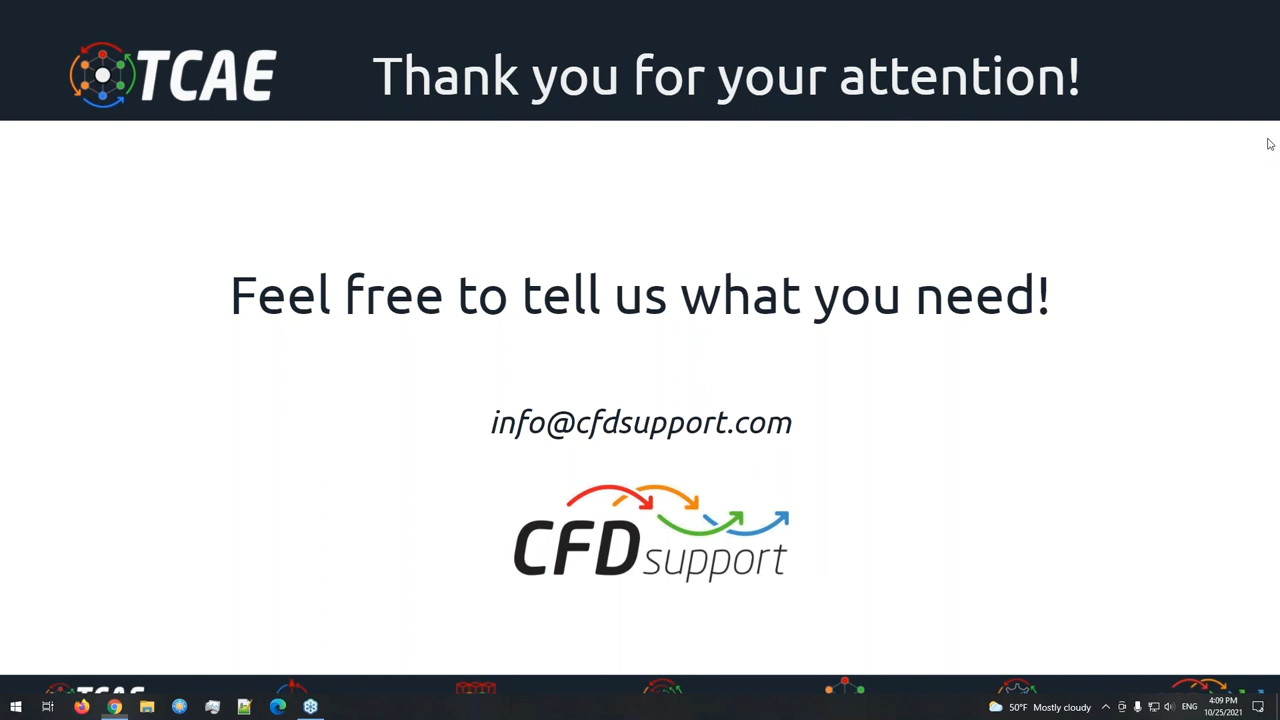 TCAE
Thank you for your attention!
Feel free to tell us what you need!
info@cfdsupport.com
CFD support
TCAE
50°F Mostly cloudy
ENG
4:09 PM
10/25/2021